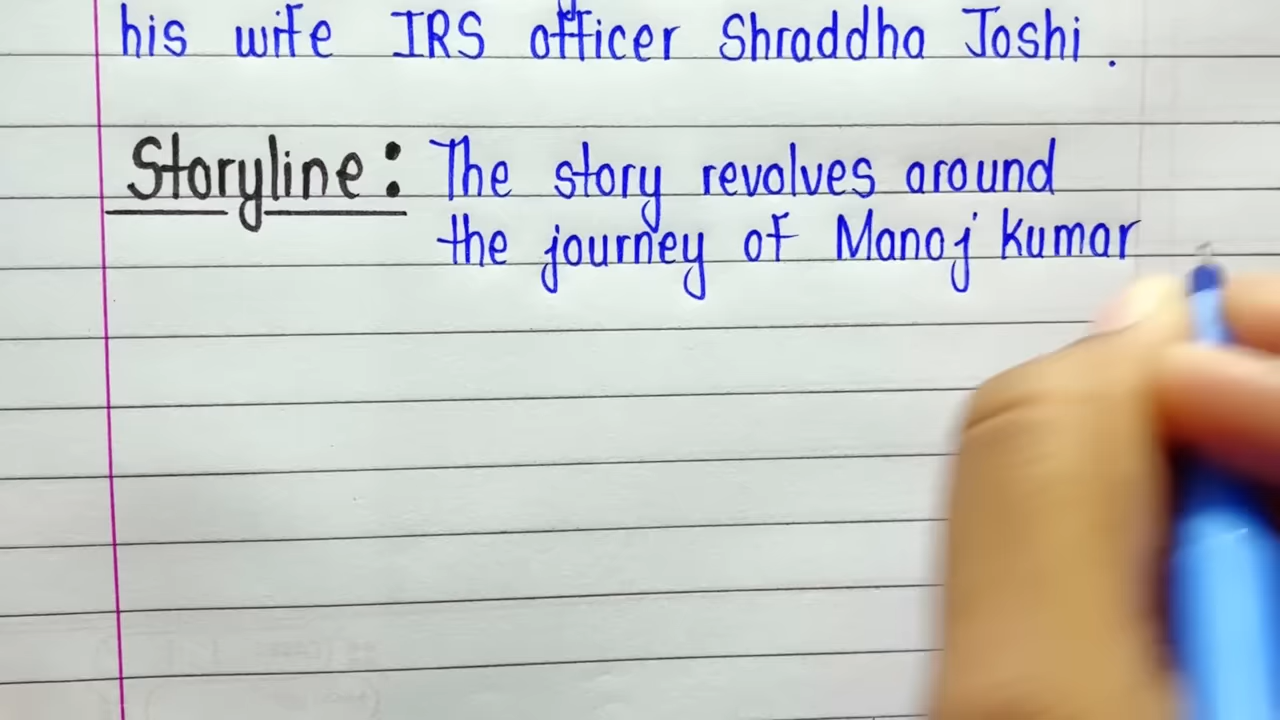 his wife IRS officer Shraddha Joshi.
Storyline: The story revolves around
the journey of Manoj Kumar